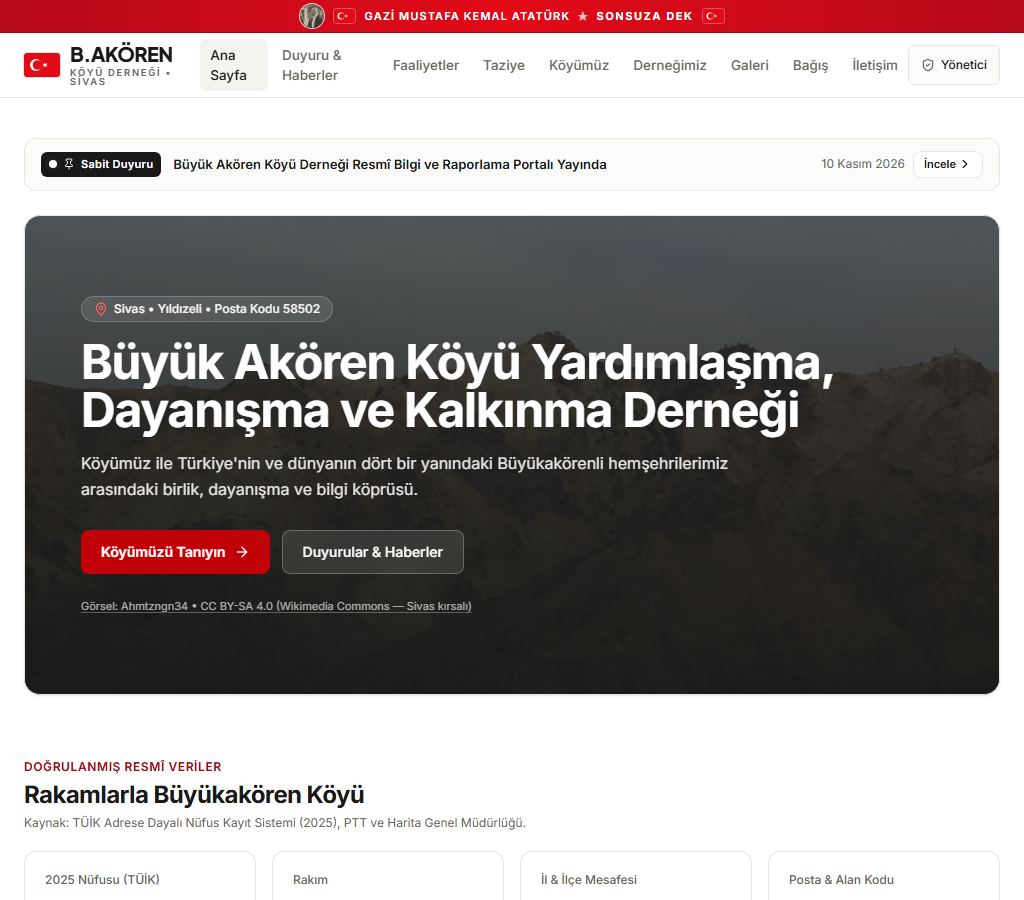 GAZİ MUSTAFA KEMAL ATATÜRK ★ SONSUZA DEK
B.AKÖREN
KÖYÜ DERNEĞİ •
SİVAS
Ana
Sayfa
Duyuru &
Haberler
Faaliyetler
Taziye
Köyümüz
Derneğimiz
Galeri
Bağış
İletişim
Yönetici
Sabit Duyuru
Büyük Akören Köyü Derneği Resmî Bilgi ve Raporlama Portalı Yayında
10 Kasım 2026
İncele
Sivas • Yıldızeli • Posta Kodu 58502
Büyük Akören Köyü Yardımlaşma,
Dayanışma ve Kalkınma Derneği
Köyümüz ile Türkiye'nin ve dünyanın dört bir yanındaki Büyükakörenli hemşehrilerimiz
arasındaki birlik, dayanışma ve bilgi köprüsü.
Köyümüzü Tanıyın
Duyurular & Haberler
Görsel: Ahmtzngn34 • CC BY-SA 4.0 (Wikimedia Commons — Sivas kırsalı)
DOĞRULANMIŞ RESMÎ VERİLER
Rakamlarla Büyükakören Köyü
Kaynak: TÜİK Adrese Dayalı Nüfus Kayıt Sistemi (2025), PTT ve Harita Genel Müdürlüğü.
2025 Nüfusu (TÜİK)
Rakım
İl & İlçe Mesafesi
Posta & Alan Kodu